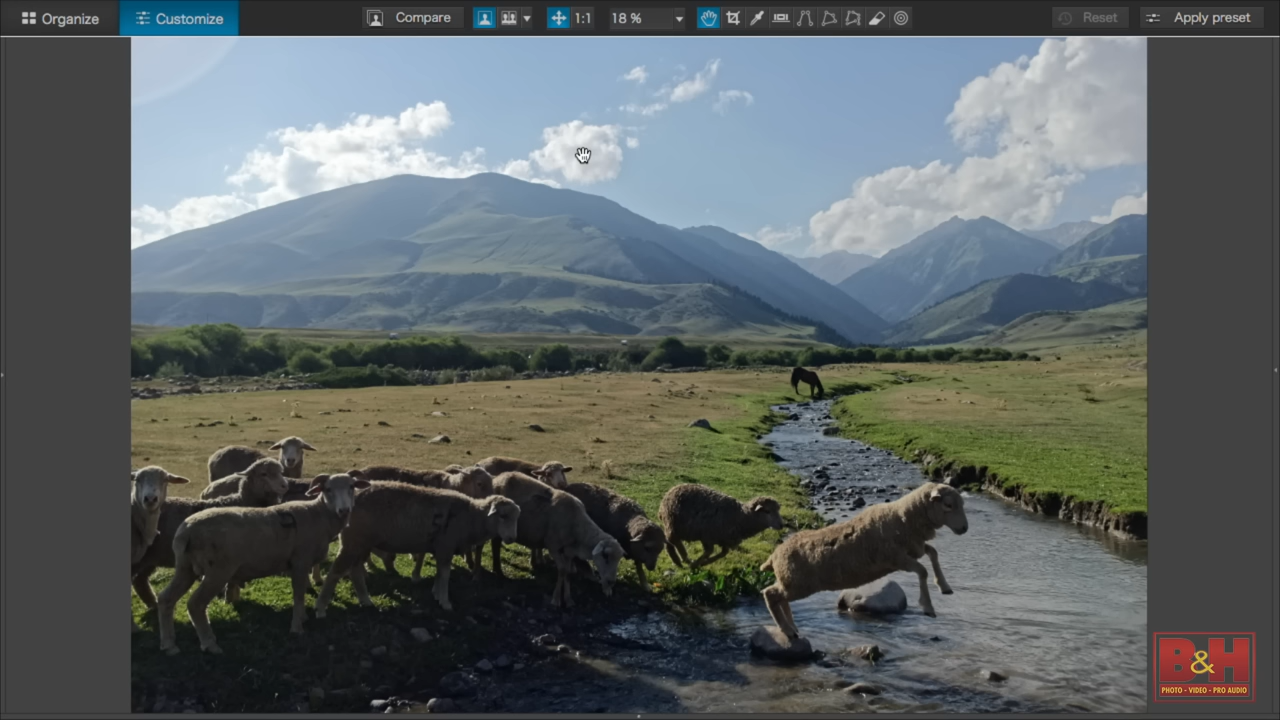 Organize
Customize
Compare
1:1
18 %
Reset
Apply preset
B&H
PHOTO - VIDEO - PRO AUDIO